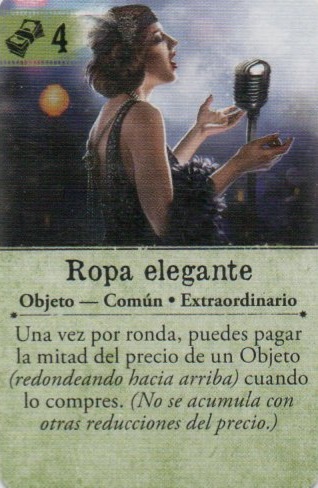 4
Ropa elegante
Objeto — Común • Extraordinario
Una vez por ronda, puedes pagar
la mitad del precio de un Objeto
(redondeando hacia arriba) cuando
lo compres. (No se acumula con
otras reducciones del precio.)